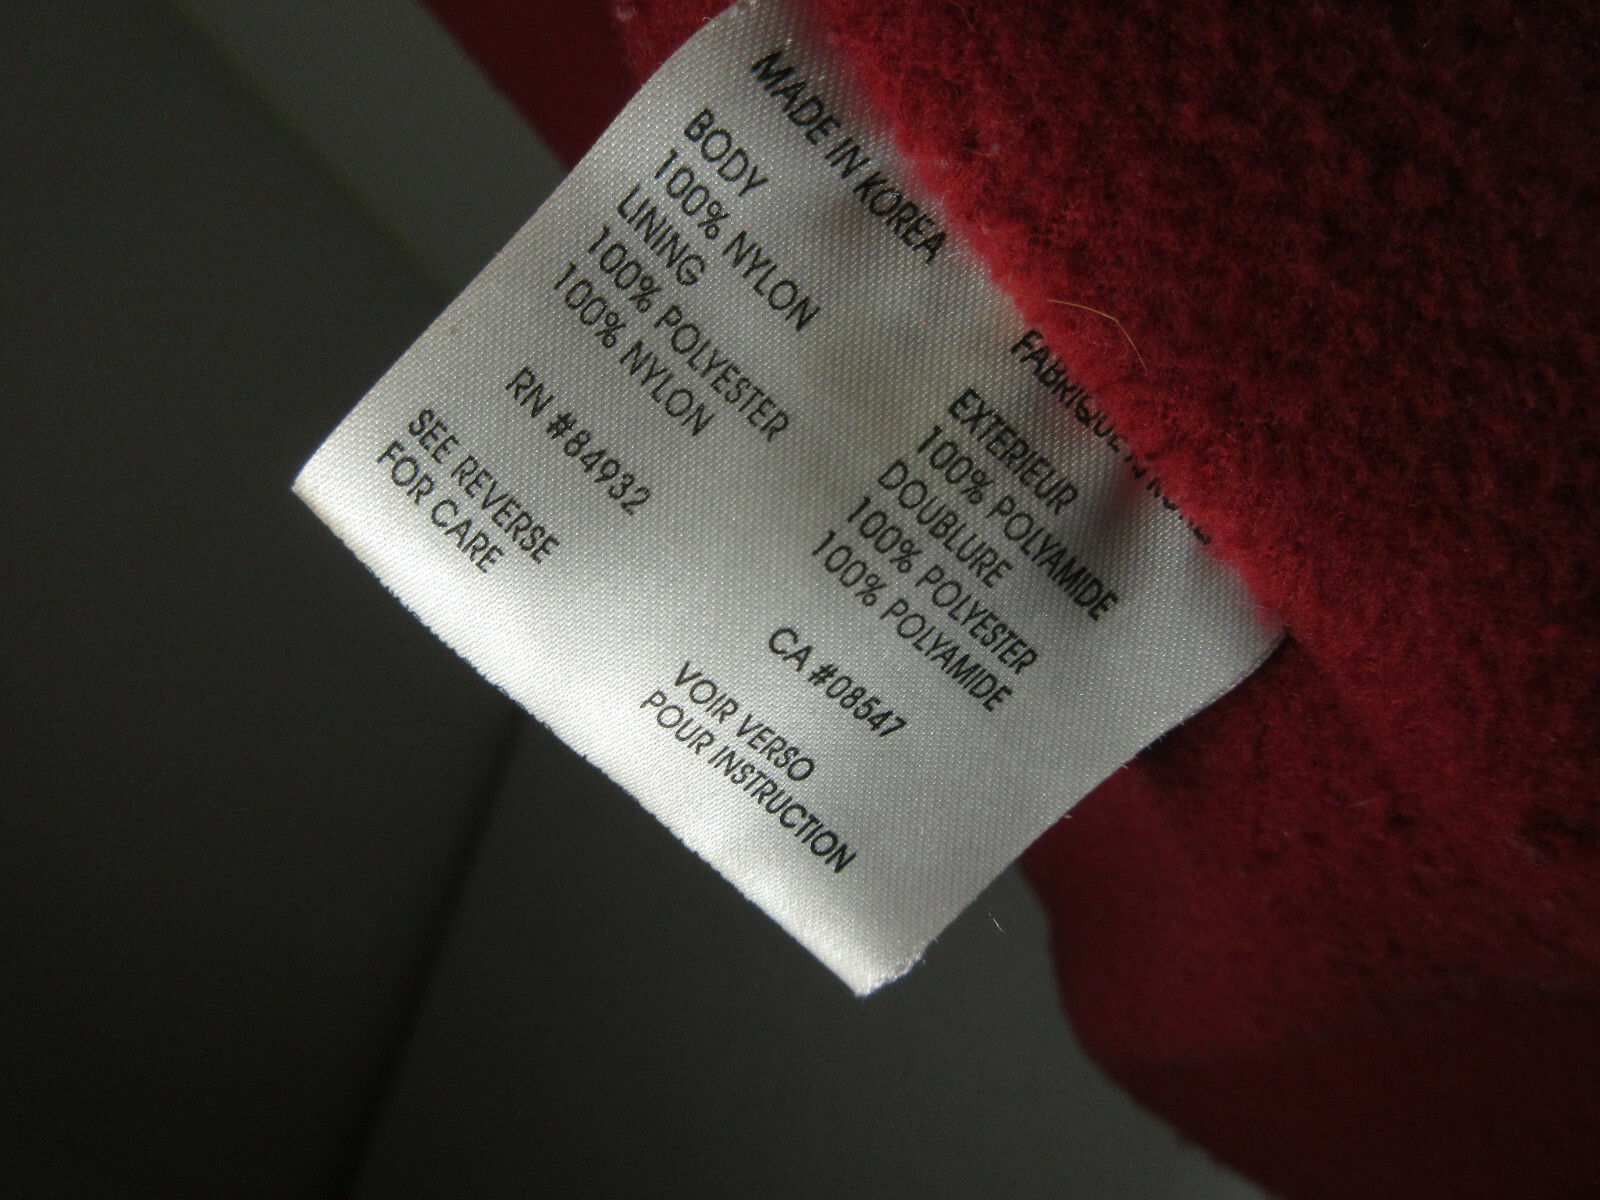 MADE IN KOREA
BODY
100% NYLON
LINING
100% POLYESTER
100% NYLON
RN #84932
SEE REVERSE
FOR CARE
FABRIQUE
EXTERIEUR
100% POLYAMIDE
DOUBLURE
100% POLYESTER
100% POLYAMIDE
CA #08547
VOIR VERSO
POUR INSTRUCTION